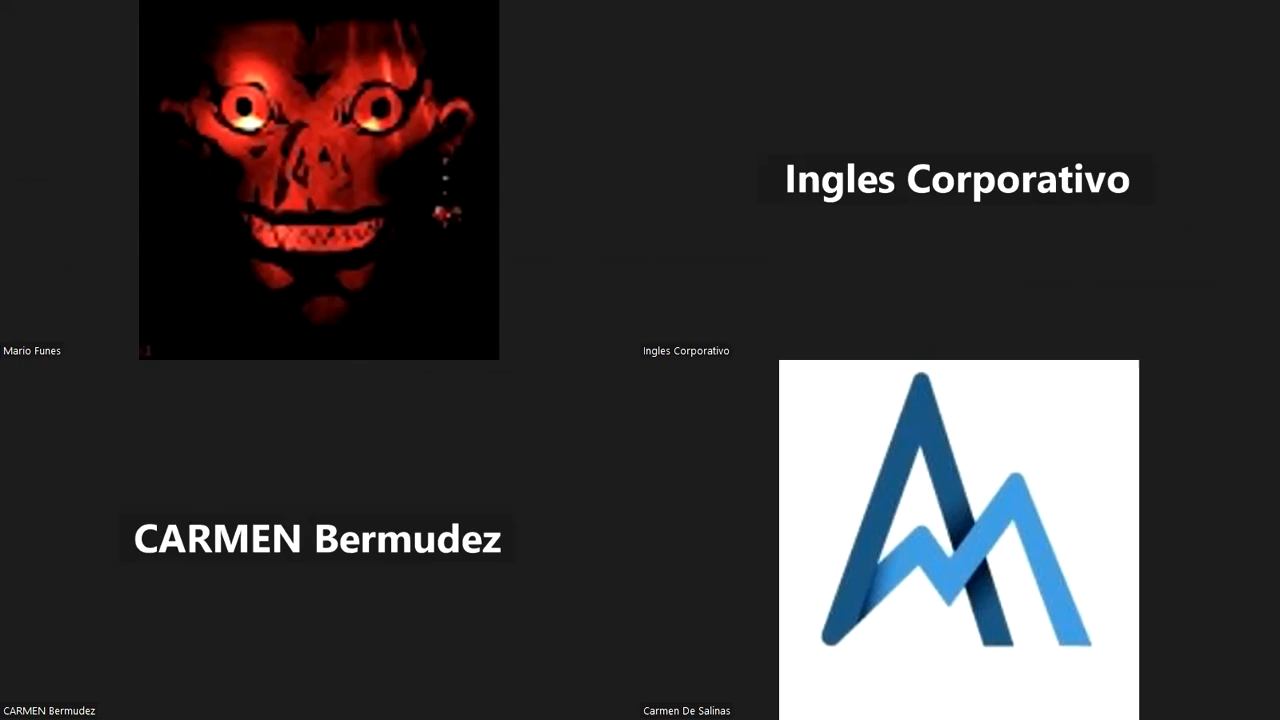 Ingles Corporativo
Mario Funes
Ingles Corporativo
CARMEN Bermudez
CARMEN Bermudez
Carmen De Salinas